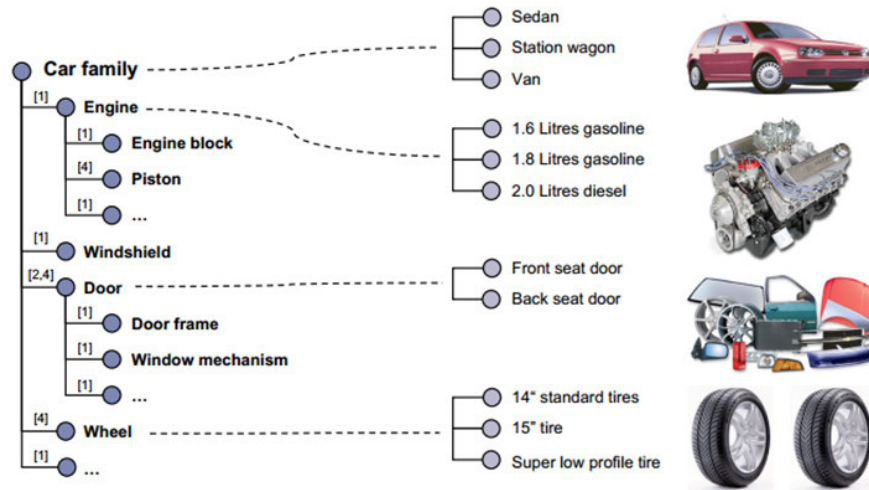 Car family
[1] Engine
[1] Engine block
[4] Piston
[1] ...
[1] Windshield
[2,4] Door
[1] Door frame
[1] Window mechanism
[1] ...
[4] Wheel
[1] ...
Sedan
Station wagon
Van
1.6 Litres gasoline
1.8 Litres gasoline
2.0 Litres diesel
Front seat door
Back seat door
14“ standard tires
15" tire
Super low profile tire